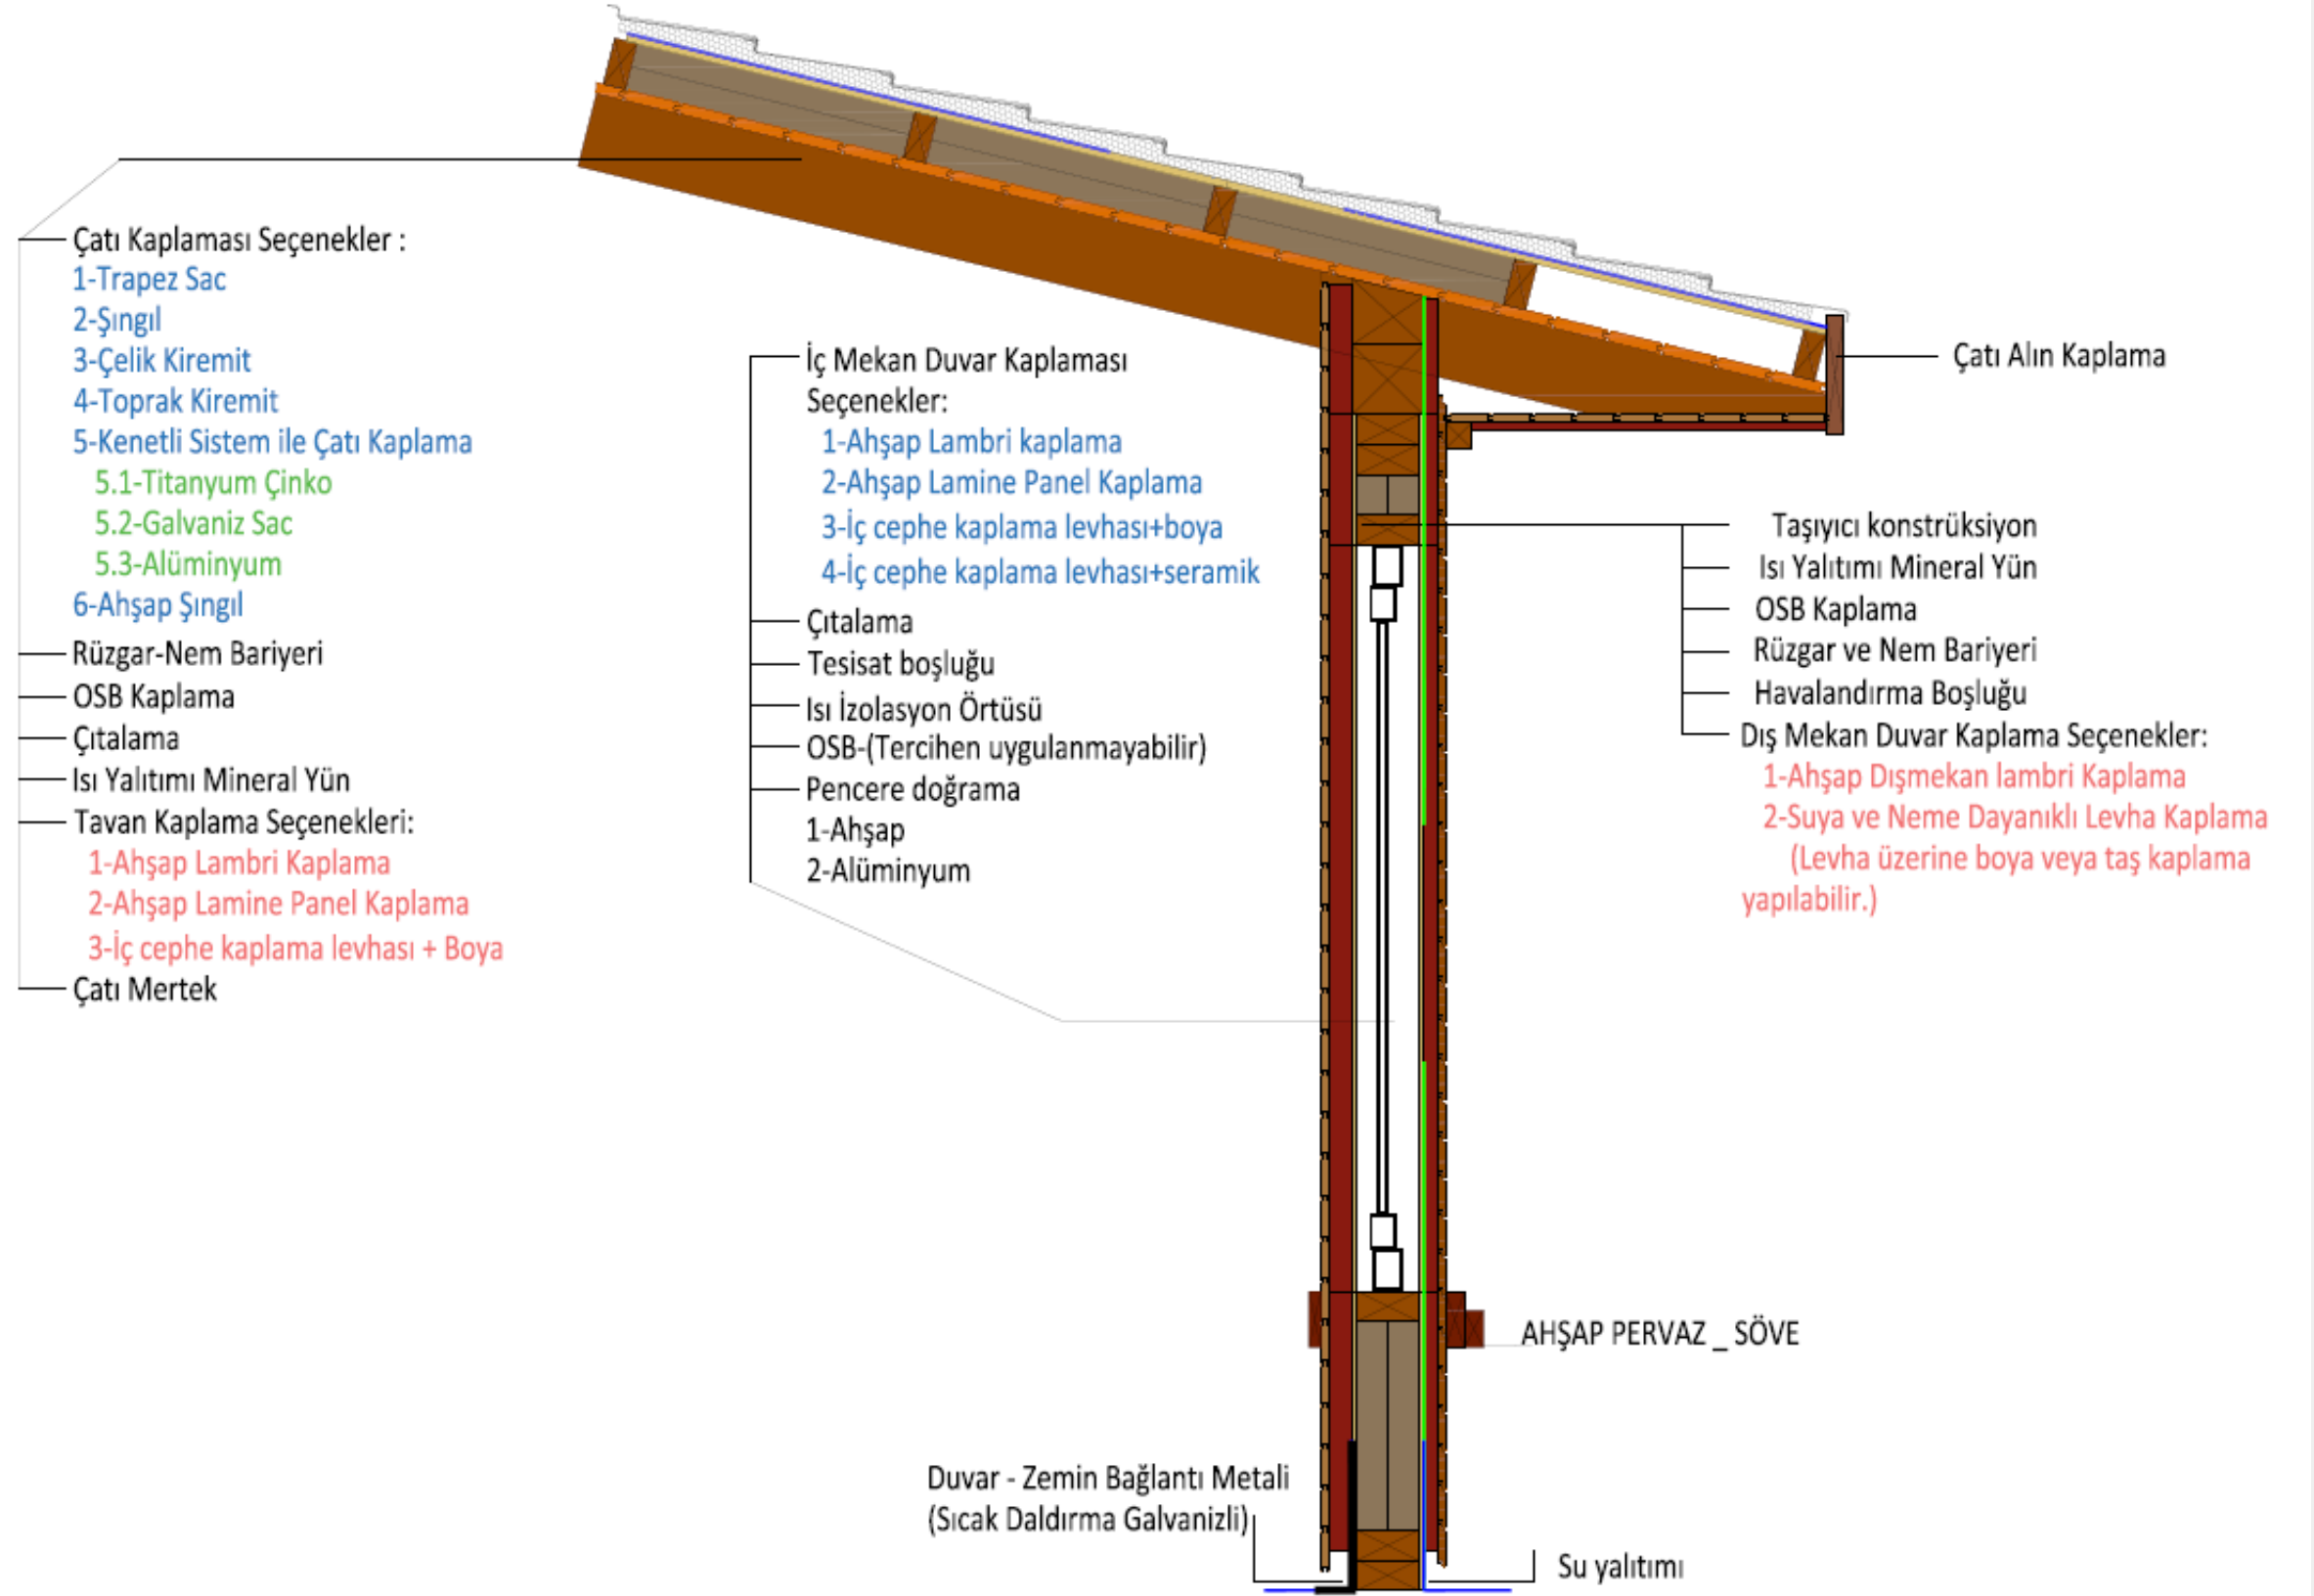 Çatı Kaplaması Seçenekler :
1-Trapez Sac
2-Şıngıl
3-Çelik Kiremit
4-Toprak Kiremit
5-Kenetli Sistem ile Çatı Kaplama
5.1-Titanyum Çinko
5.2-Galvaniz Sac
5.3-Alüminyum
6-Ahşap Şıngıl
Rüzgar-Nem Bariyeri
OSB Kaplama
Çıtalama
Isı Yalıtımı Mineral Yün
Tavan Kaplama Seçenekleri:
1-Ahşap Lambri Kaplama
2-Ahşap Lamine Panel Kaplama
3-İç cephe kaplama levhası + Boya
Çatı Mertek
İç Mekan Duvar Kaplaması
Seçenekler:
1-Ahşap Lambri kaplama
2-Ahşap Lamine Panel Kaplama
3-İç cephe kaplama levhası+boya
4-İç cephe kaplama levhası+seramik
Çıtalama
Tesisat boşluğu
Isı İzolasyon Örtüsü
OSB-(Tercihen uygulanmayabilir)
Pencere doğrama
1-Ahşap
2-Alüminyum
Çatı Alın Kaplama
Taşıyıcı konstrüksiyon
Isı Yalıtımı Mineral Yün
OSB Kaplama
Rüzgar ve Nem Bariyeri
Havalandırma Boşluğu
Dış Mekan Duvar Kaplama Seçenekler:
1-Ahşap Dışmekan lambri Kaplama
2-Suya ve Neme Dayanıklı Levha Kaplama
(Levha üzerine boya veya taş kaplama
yapılabilir.)
AHŞAP PERVAZ _ SÖVE
Duvar - Zemin Bağlantı Metali
(Sıcak Daldırma Galvanizli)
Su yalıtımı